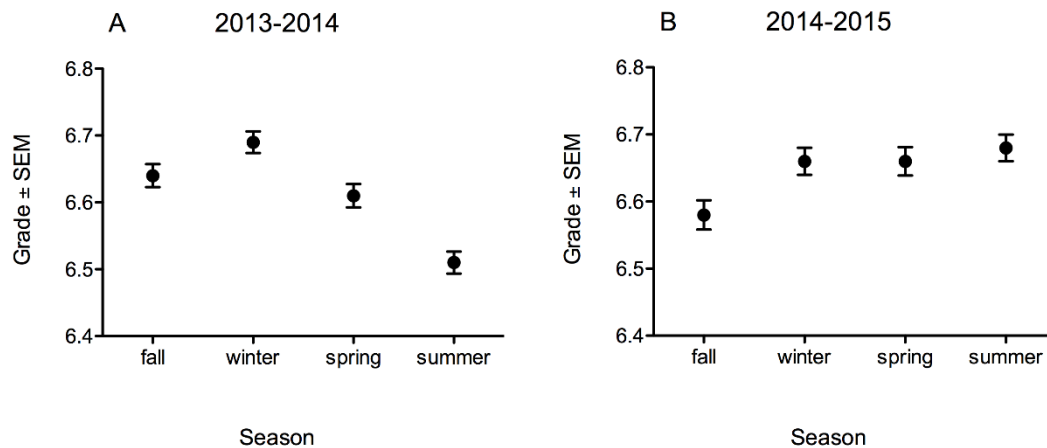 A 2013-2014
6.8
6.7
6.6
6.5
6.4
Grade ± SEM
fall winter spring summer
Season
B 2014-2015
6.8
6.7
6.6
6.5
6.4
Grade ± SEM
fall winter spring summer
Season